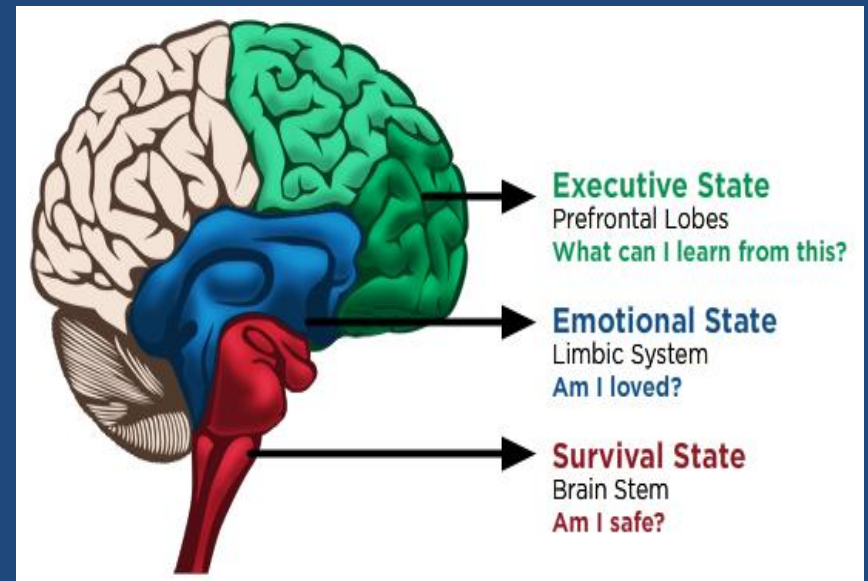 Executive State
Prefrontal Lobes
What can I learn from this?
Emotional State
Limbic System
Am I loved?
Survival State
Brain Stem
Am I safe?